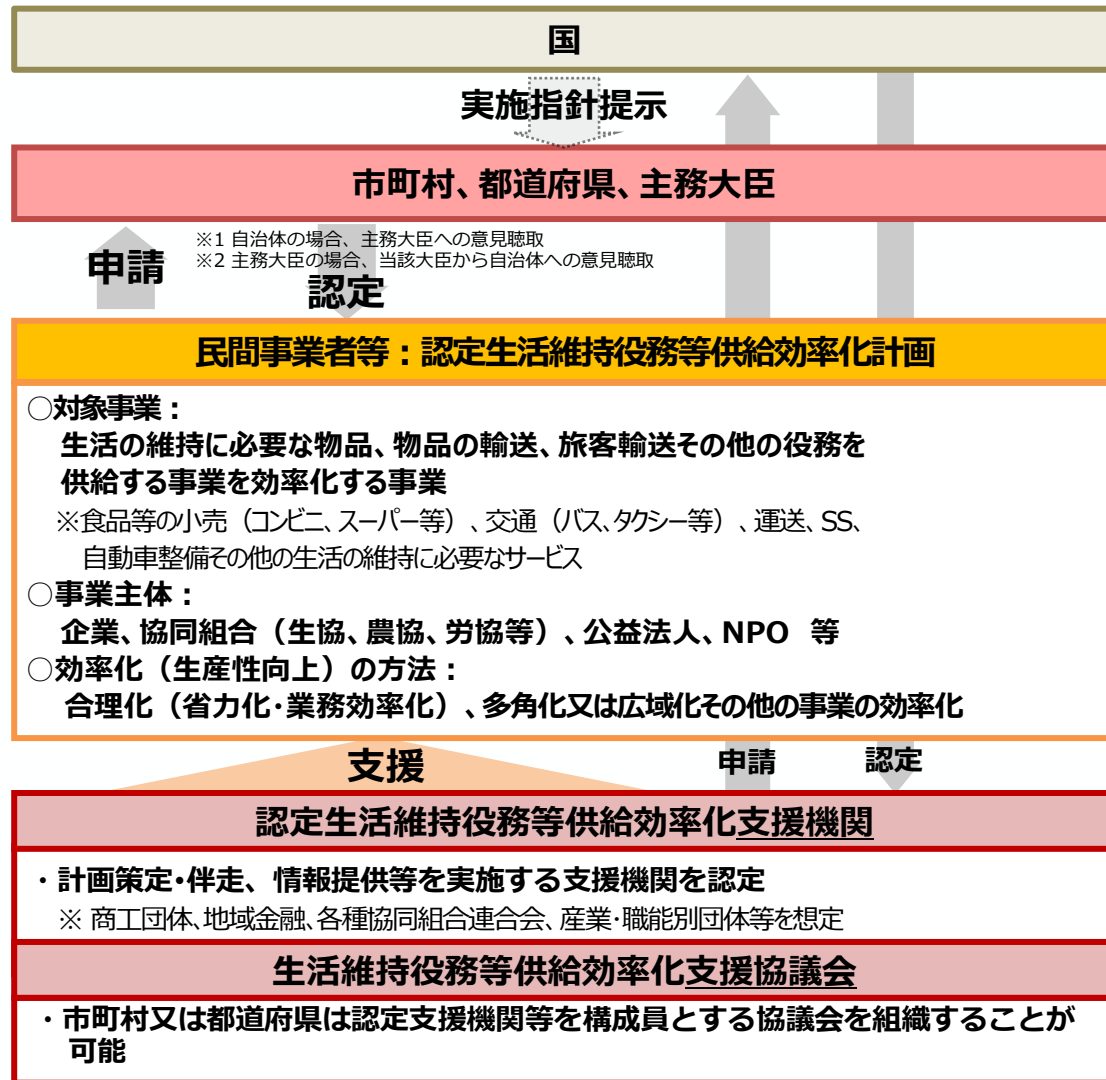 国
実施指針提示
市町村、都道府県、主務大臣
申請
※1 自治体の場合、主務大臣への意見聴取
※2 主務大臣の場合、当該大臣から自治体への意見聴取
認定
民間事業者等：認定生活維持役務等供給効率化計画
○対象事業：
生活の維持に必要な物品、物品の輸送、旅客輸送その他の役務を
供給する事業を効率化する事業
※食品等の小売（コンビニ、スーパー等）、交通（バス、タクシー等）、運送、SS、
自動車整備その他の生活の維持に必要なサービス
○事業主体：
企業、協同組合（生協、農協、労協等）、公益法人、NPO 等
○効率化（生産性向上）の方法：
合理化（省力化・業務効率化）、多角化又は広域化その他の事業の効率化
支援
申請
認定
認定生活維持役務等供給効率化支援機関
・計画策定・伴走、情報提供等を実施する支援機関を認定
※ 商工団体、地域金融、各種協同組合連合会、産業・職能別団体等を想定
生活維持役務等供給効率化支援協議会
・市町村又は都道府県は認定支援機関等を構成員とする協議会を組織することが
可能